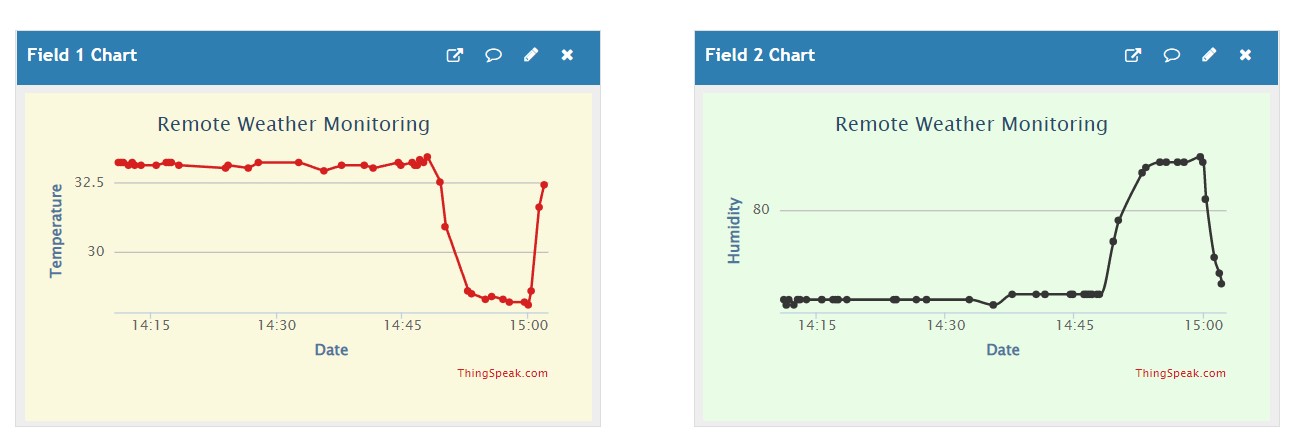 Field 1 Chart
Remote Weather Monitoring
Temperature
32.5
30
14:15 14:30 14:45 15:00
Date
ThingSpeak.com
Field 2 Chart
Remote Weather Monitoring
Humidity
80
14:15 14:30 14:45 15:00
Date
ThingSpeak.com